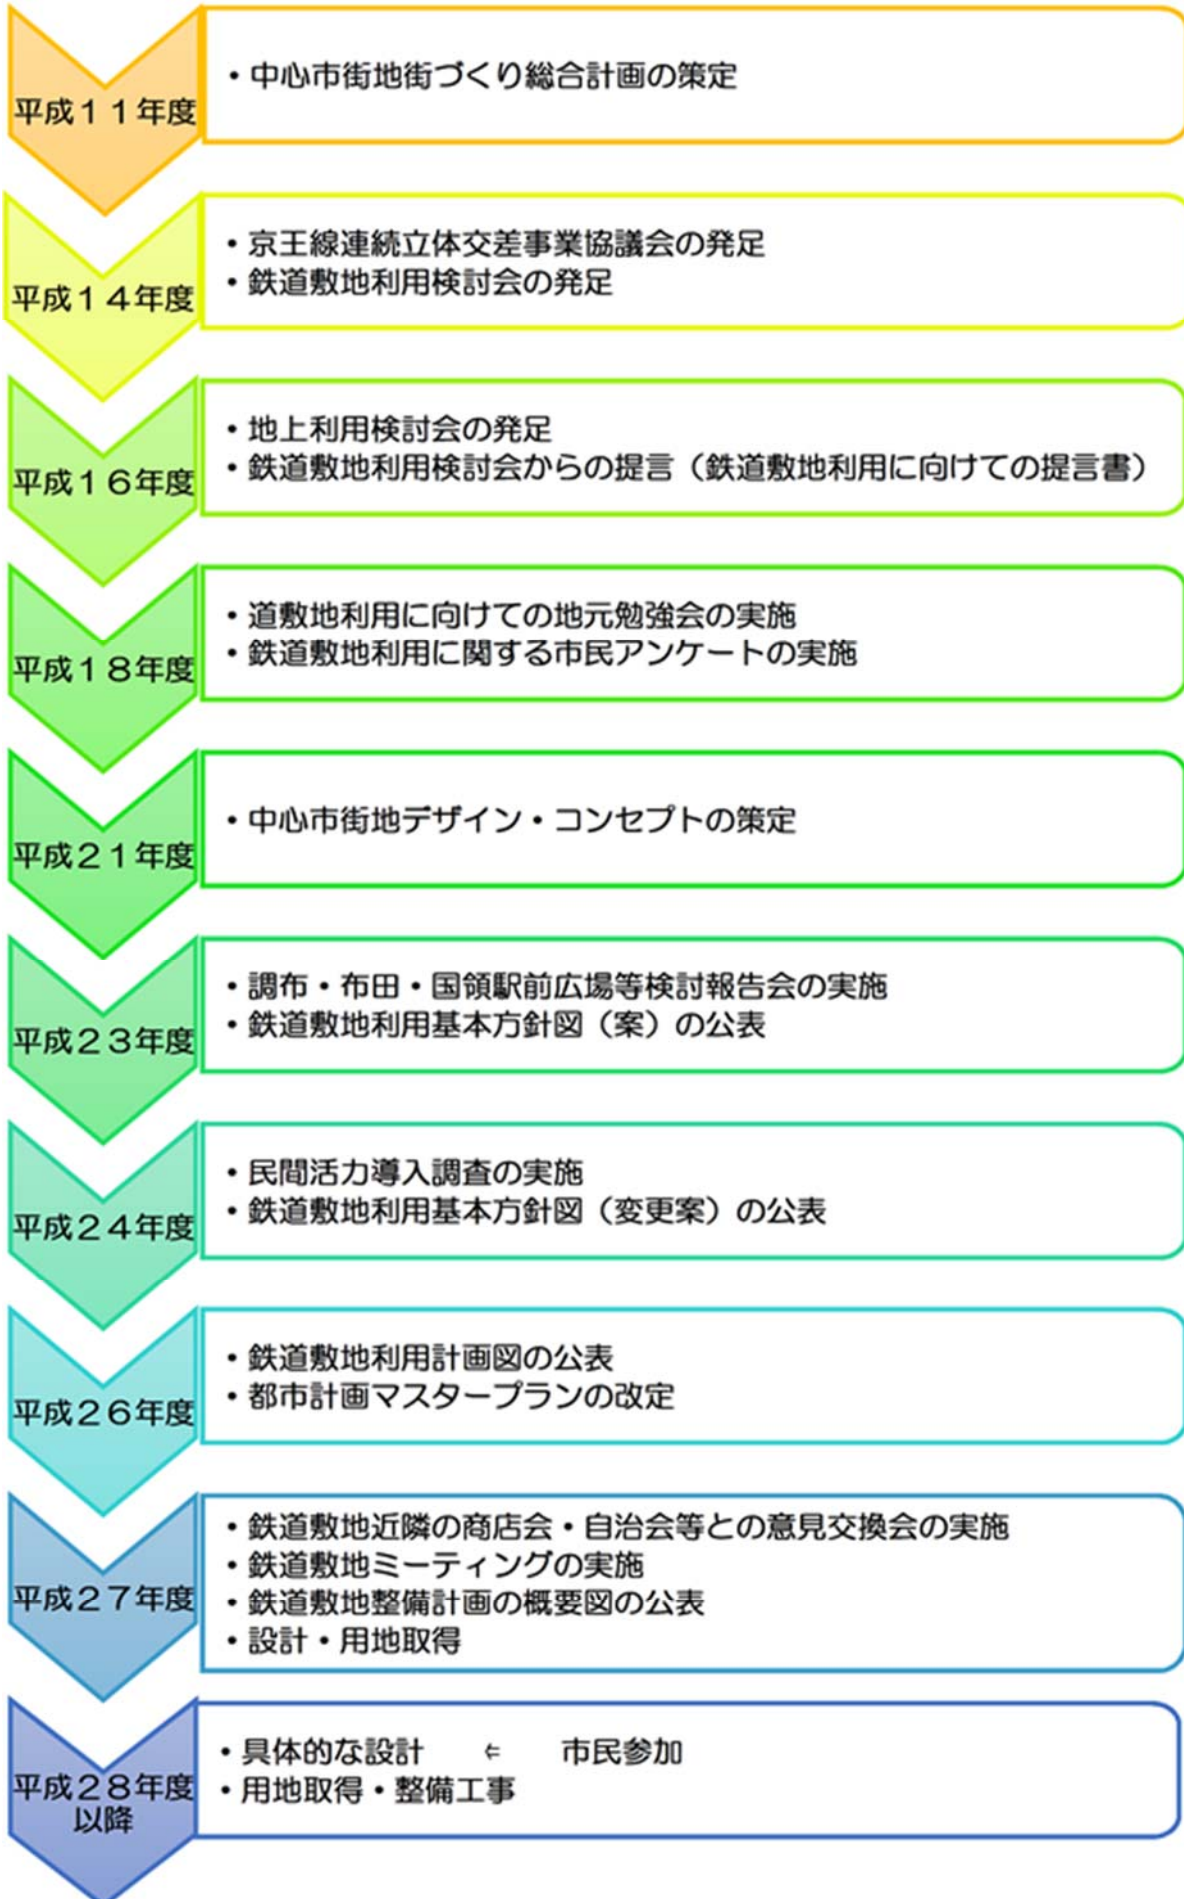 平成11年度
・中心市街地街づくり総合計画の策定
平成14年度
・京王線連続立体交差事業協議会の発足
・鉄道敷地利用検討会の発足
平成16年度
・地上利用検討会の発足
・鉄道敷地利用検討会からの提言（鉄道敷地利用に向けての提言書）
平成18年度
・道敷地利用に向けての地元勉強会の実施
・鉄道敷地利用に関する市民アンケートの実施
平成21年度
・中心市街地デザイン・コンセプトの策定
平成23年度
・調布・布田・国領駅前広場等検討報告会の実施
・鉄道敷地利用基本方針図（案）の公表
平成24年度
・民間活力導入調査の実施
・鉄道敷地利用基本方針図（変更案）の公表
平成26年度
・鉄道敷地利用計画図の公表
・都市計画マスタープランの改定
平成27年度
・鉄道敷地近隣の商店会・自治会等との意見交換会の実施
・鉄道敷地ミーティングの実施
・鉄道敷地整備計画の概要図の公表
・設計・用地取得
平成28年度
以降
・具体的な設計　⇐　市民参加
・用地取得・整備工事